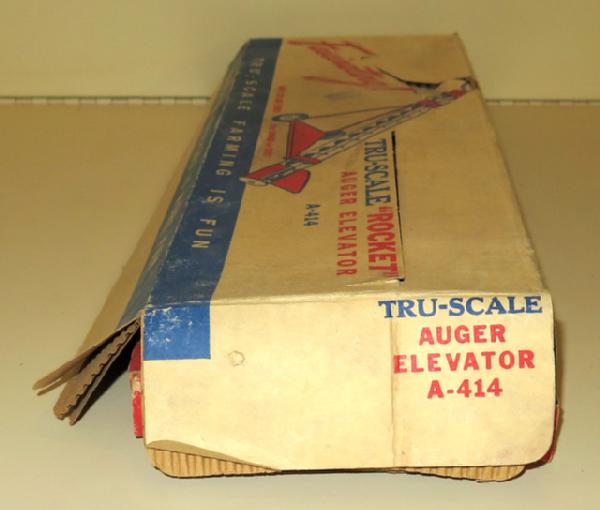 TRU-SCALE FARMING IS FUN
TRU-SCALE "ROCKET"
AUGER ELEVATOR
A-414
TRU-SCALE
AUGER
ELEVATOR
A-414